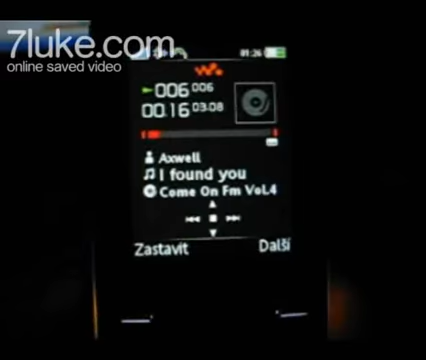 7luke.com
online saved video
01:26
006 006
00.16 03:08
Axwell
I found you
Come On Fm Vol.4
Zastavit
Další